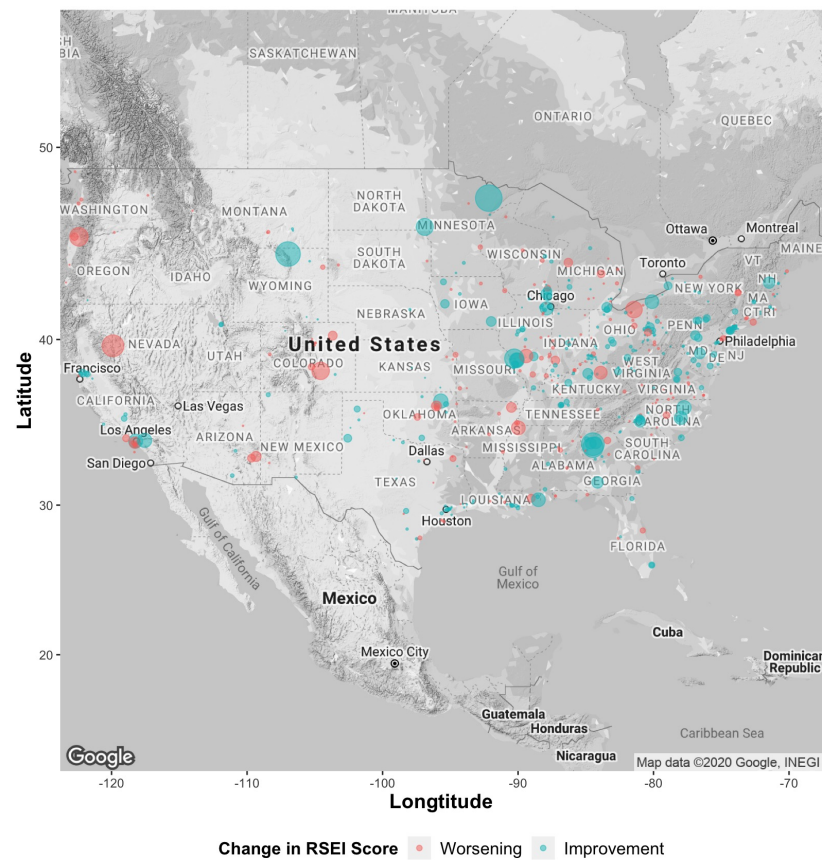 MANITOBA
SH
BIA
SASKATCHEWAN
ONTARIO
QUEBEC
50
WASHINGTON
MONTANA
NORTH
DAKOTA
MINNESOTA
Ottawa
Montreal
OREGON
IDAHO
SOUTH
DAKOTA
WISCONSIN
MICHIGAN
Toronto
VT
MAINE
WYOMING
NEW YORK
NH
MA
CT RI
IOWA
Chicago
NEBRASKA
ILLINOIS
INDIANA
OHIO
PENN
40
NEVADA
UTAH
COLORADO
United States
KANSAS
MISSOURI
WEST
VIRGINIA
MD
DE NJ
Philadelphia
Francisco
CALIFORNIA
Las Vegas
KENTUCKY
VIRGINIA
OKLAHOMA
TENNESSEE
NORTH
CAROLINA
Los Angeles
ARIZONA
NEW MEXICO
ARKANSAS
MISSISSIPPI
SOUTH
CAROLINA
San Diego
Dallas
ALABAMA
GEORGIA
TEXAS
LOUISIANA
30
Houston
FLORIDA
Gulf of California
Gulf of
Mexico
Mexico
Cuba
20
Mexico City
Dominican
Republic
Guatemala
Honduras
Nicaragua
Caribbean Sea
Google
Map data ©2020 Google, INEGI
-120
-110
-100
-90
-80
-70
Latitude
Longtitude
Change in RSEI Score Worsening Improvement